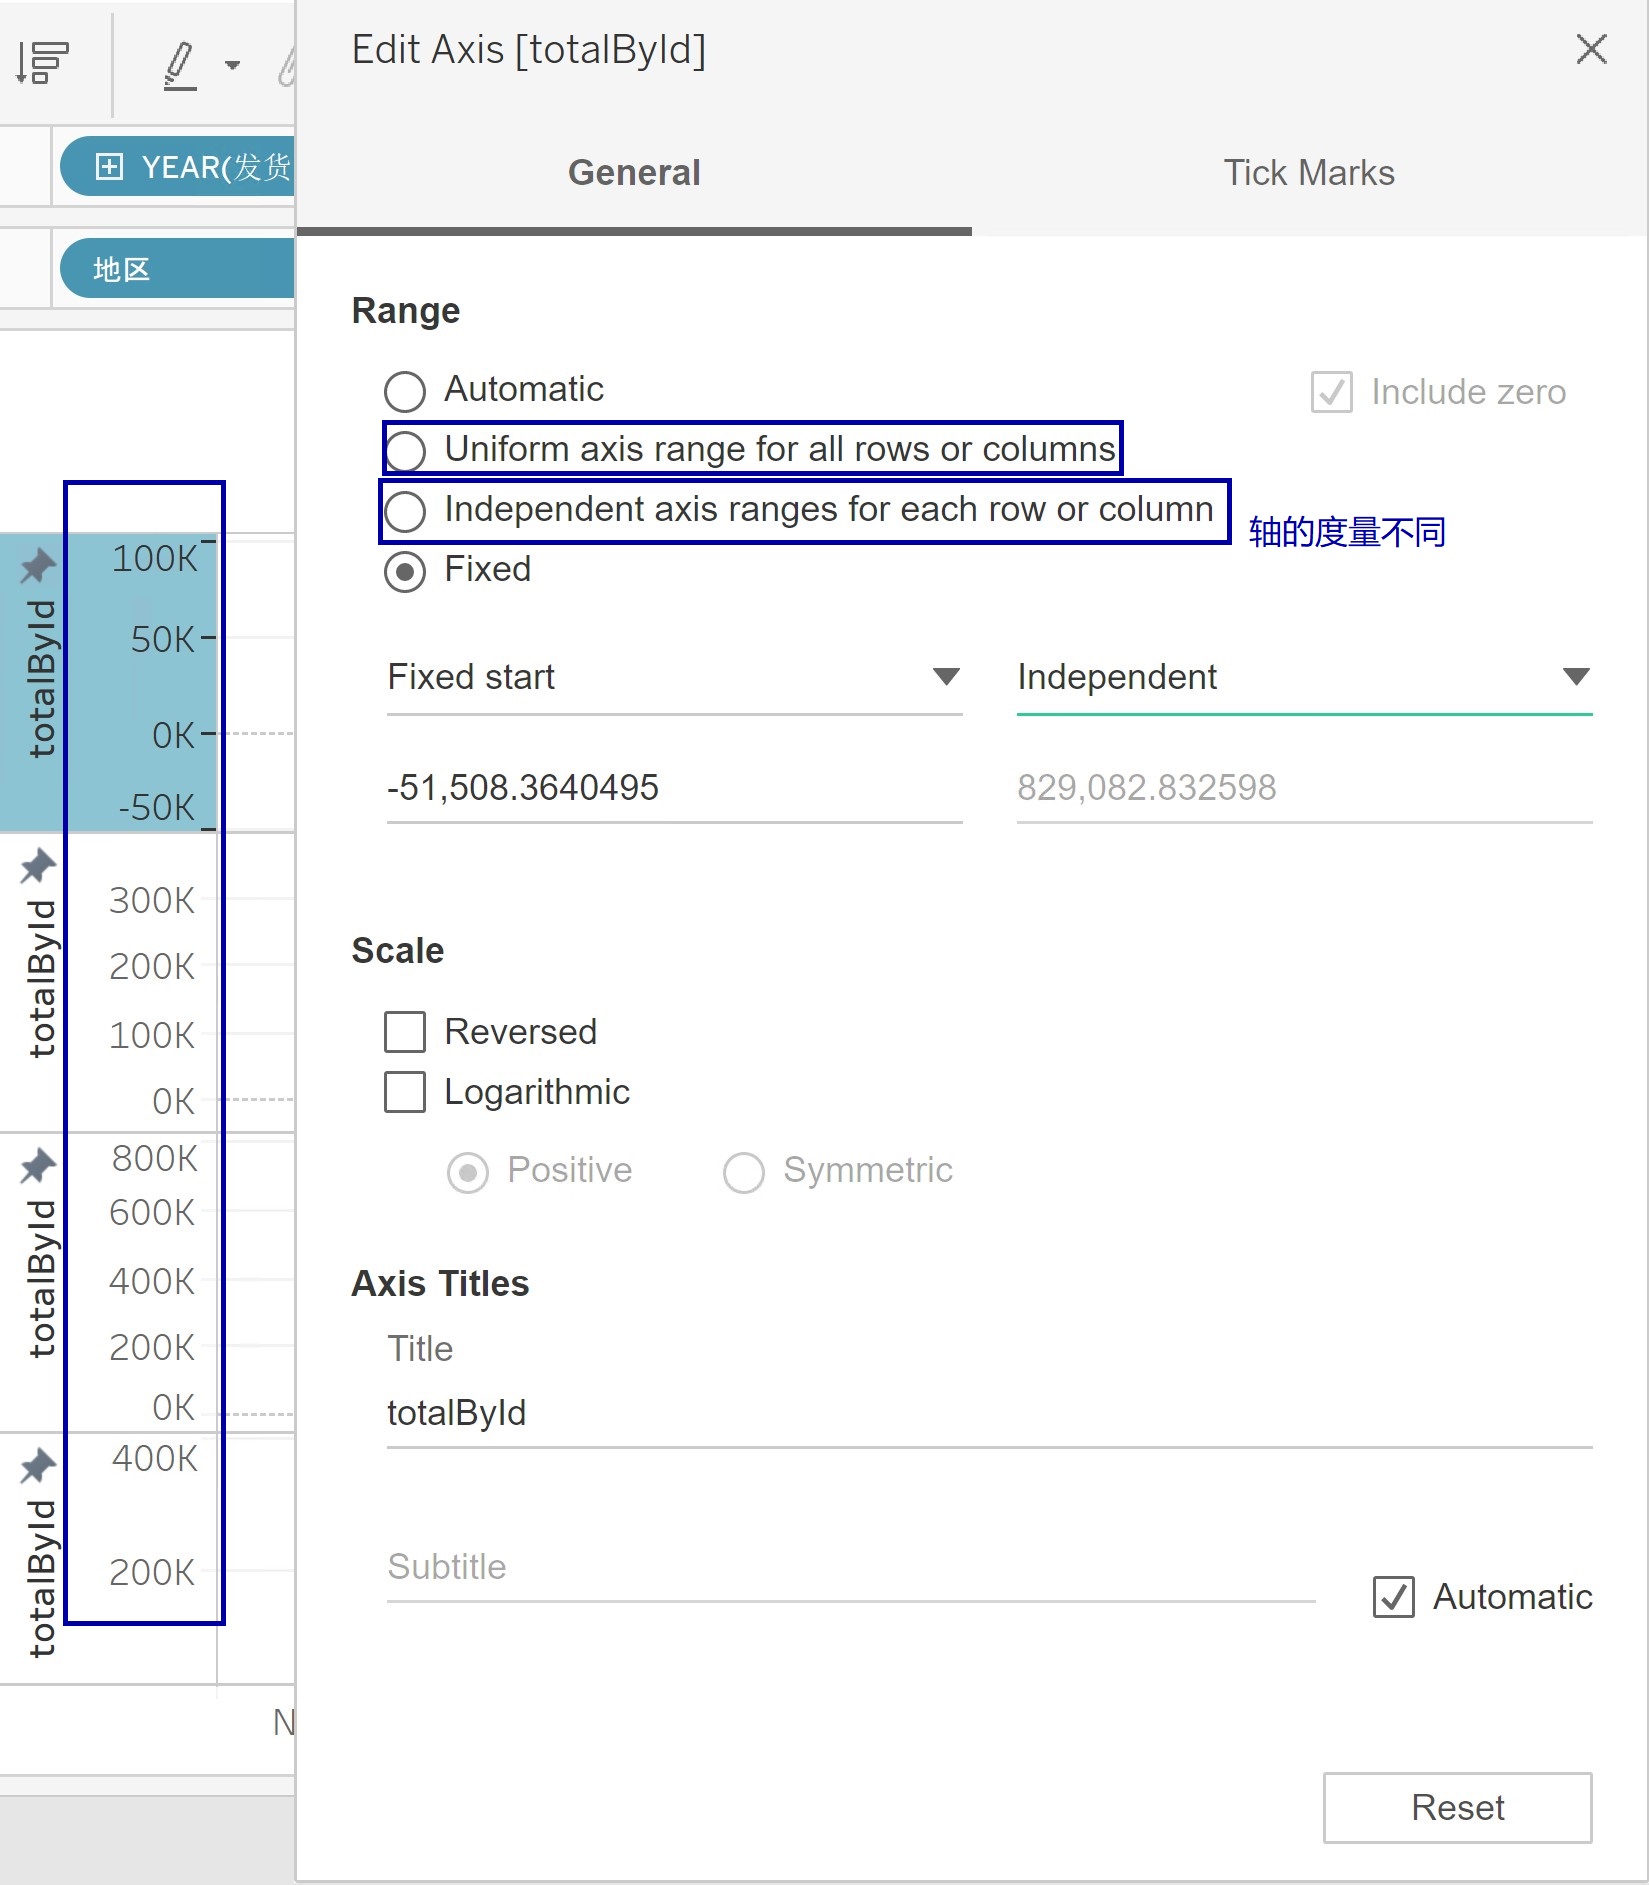 Edit Axis [totalById]
General
Tick Marks
YEAR(发货
地区
Range
Automatic
Include zero
Uniform axis range for all rows or columns
Independent axis ranges for each row or column
轴的度量不同
Fixed
Fixed start
Independent
-51,508.3640495
829,082.832598
Scale
Reversed
Logarithmic
Positive
Symmetric
Axis Titles
Title
totalById
Subtitle
Automatic
Reset
totalById
100K
50K
0K
-50K
totalById
300K
200K
100K
0K
totalById
800K
600K
400K
200K
0K
totalById
400K
200K
N